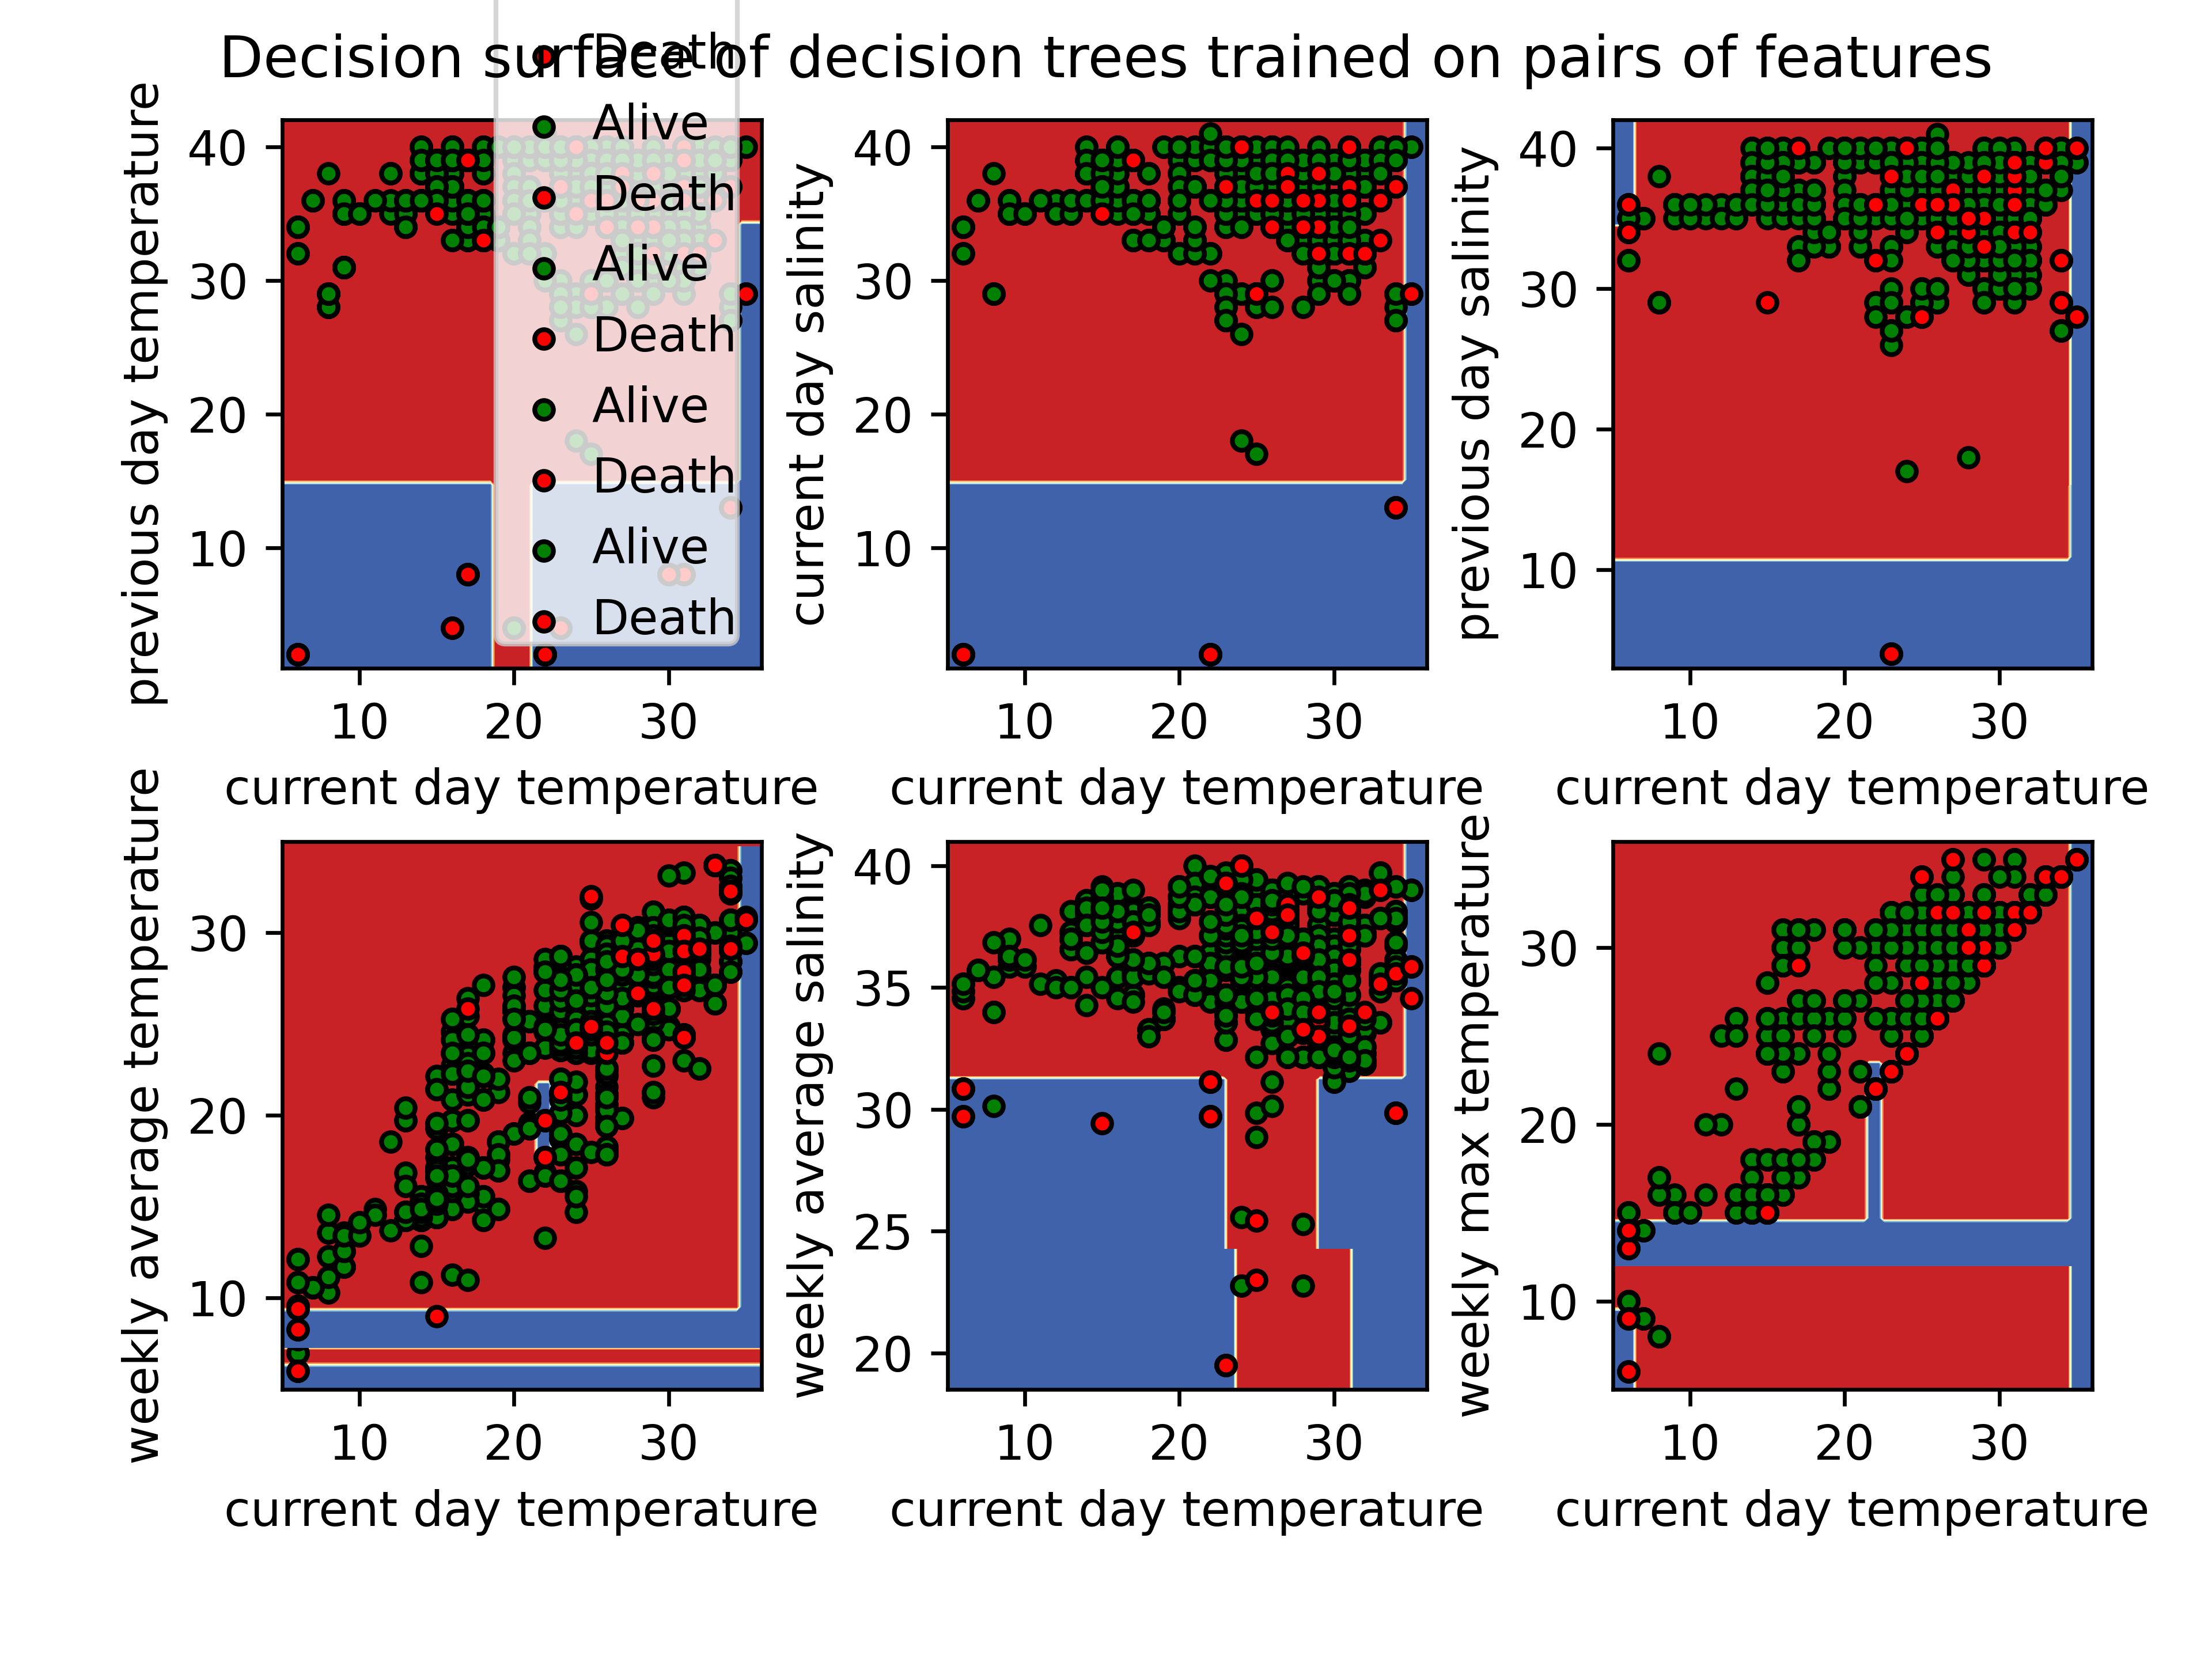 Decision surface of decision trees trained on pairs of features
Death
Alive
Death
Alive
Death
Alive
Death
Alive
Death
previous day temperature
40
30
20
10
10 20 30
current day temperature
current day salinity
40
30
20
10
10 20 30
current day temperature
previous day salinity
40
30
20
10
10 20 30
current day temperature
weekly average temperature
30
20
10
10 20 30
current day temperature
weekly average salinity
40
35
30
25
20
10 20 30
current day temperature
weekly max temperature
30
20
10
10 20 30
current day temperature